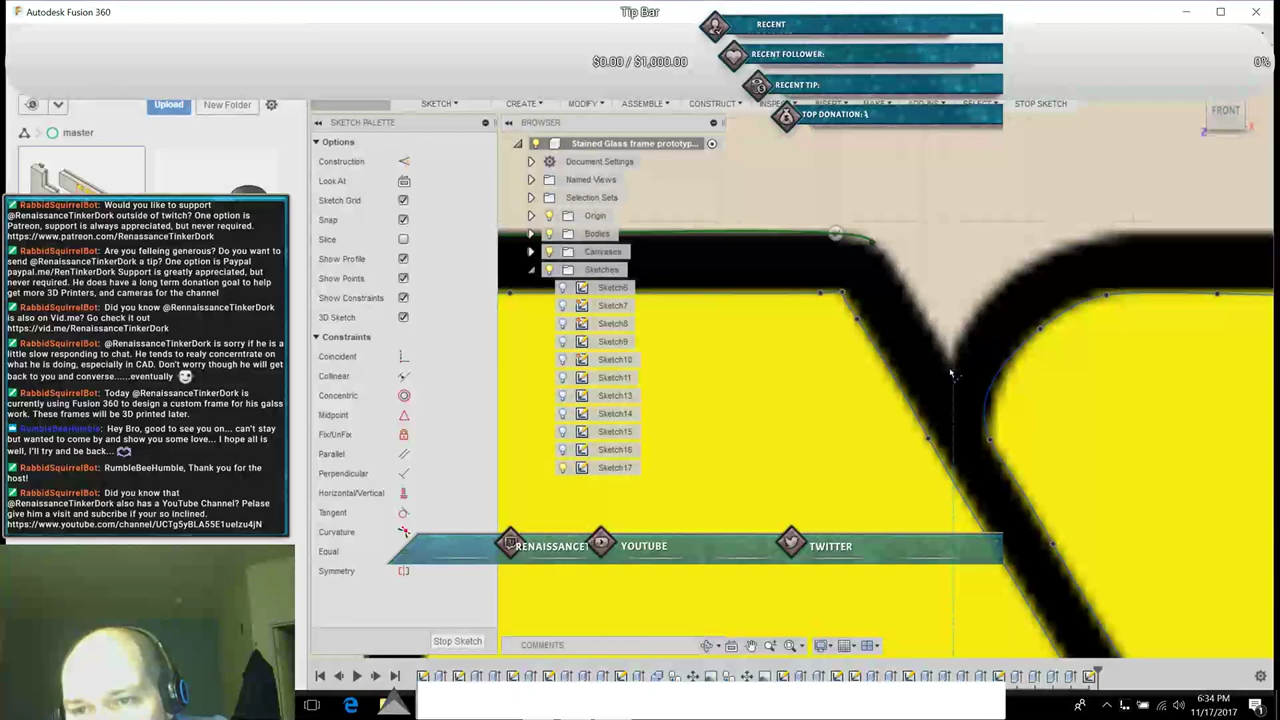 Autodesk Fusion 360
Tip Bar
RECENT
RECENT FOLLOWER:
$0.00 / $1,000.00
0%
RECENT TIP:
TOP DONATION:
Upload
New Folder
SKETCH
CREATE
MODIFY
ASSEMBLE
CONSTRUCT
STOP SKETCH
FRONT
master
SKETCH PALETTE
Options
Construction
Look At
Sketch Grid
Snap
Slice
Show Profile
Show Points
Show Constraints
3D Sketch
Constraints
Coincident
Collinear
Concentric
Midpoint
Fix/UnFix
Parallel
Perpendicular
Horizontal/Vertical
Tangent
Curvature
Equal
Symmetry
Stop Sketch
BROWSER
Stained Glass frame prototyp...
Document Settings
Named Views
Selection Sets
Origin
Bodies
Canvases
Sketches
Sketch6
Sketch7
Sketch8
Sketch9
Sketch10
Sketch11
Sketch13
Sketch14
Sketch15
Sketch16
Sketch17
RabbidSquirrelBot: Would you like to support
@RenaissanceTinkerDork outside of twitch? One option is
Patreon, support is always appreciated, but never required.
https://www.patreon.com/RenaissanceTinkerDork
RabbidSquirrelBot: Are you felleing generous? Do you want to
send @RenaissanceTinkerDork a tip? One option is Paypal
paypal.me/RenTinkerDork Support is greatly appreciated, but
never required. He does have a long term donation goal to help
get more 3D Printers, and cameras for the channel
RabbidSquirrelBot: Did you know @RennaissanceTinkerDork
is also on Vid.me? Go check it out
https://vid.me/RenaissanceTinkerDork
RabbidSquirrelBot: @RenaissanceTinkerDork is sorry if he is a
little slow responding to chat. He tends to realy concerntrate on
what he is doing, especially in CAD. Don't worry though he will get
back to you and converse......eventually
RabbidSquirrelBot: Today @RenaissanceTinkerDork is
currently using Fusion 360 to design a custom frame for his galss
work. These frames will be 3D printed later.
RumbleBeeHumble: Hey Bro, good to see you on... can't stay
but wanted to come by and show you some love... I hope all is
well, I'll try and be back...
RabbidSquirrelBot: RumbleBeeHumble, Thank you for the
host!
RabbidSquirrelBot: Did you know that
@RenaissanceTinkerDork also has a YouTube Channel? Pelase
give him a visit and subcribe if your so inclined.
https://www.youtube.com/channel/UCTg5yBLA55E1uelzu4jN
RENAISSANCET
YOUTUBE
TWITTER
COMMENTS
6:34 PM
11/17/2017